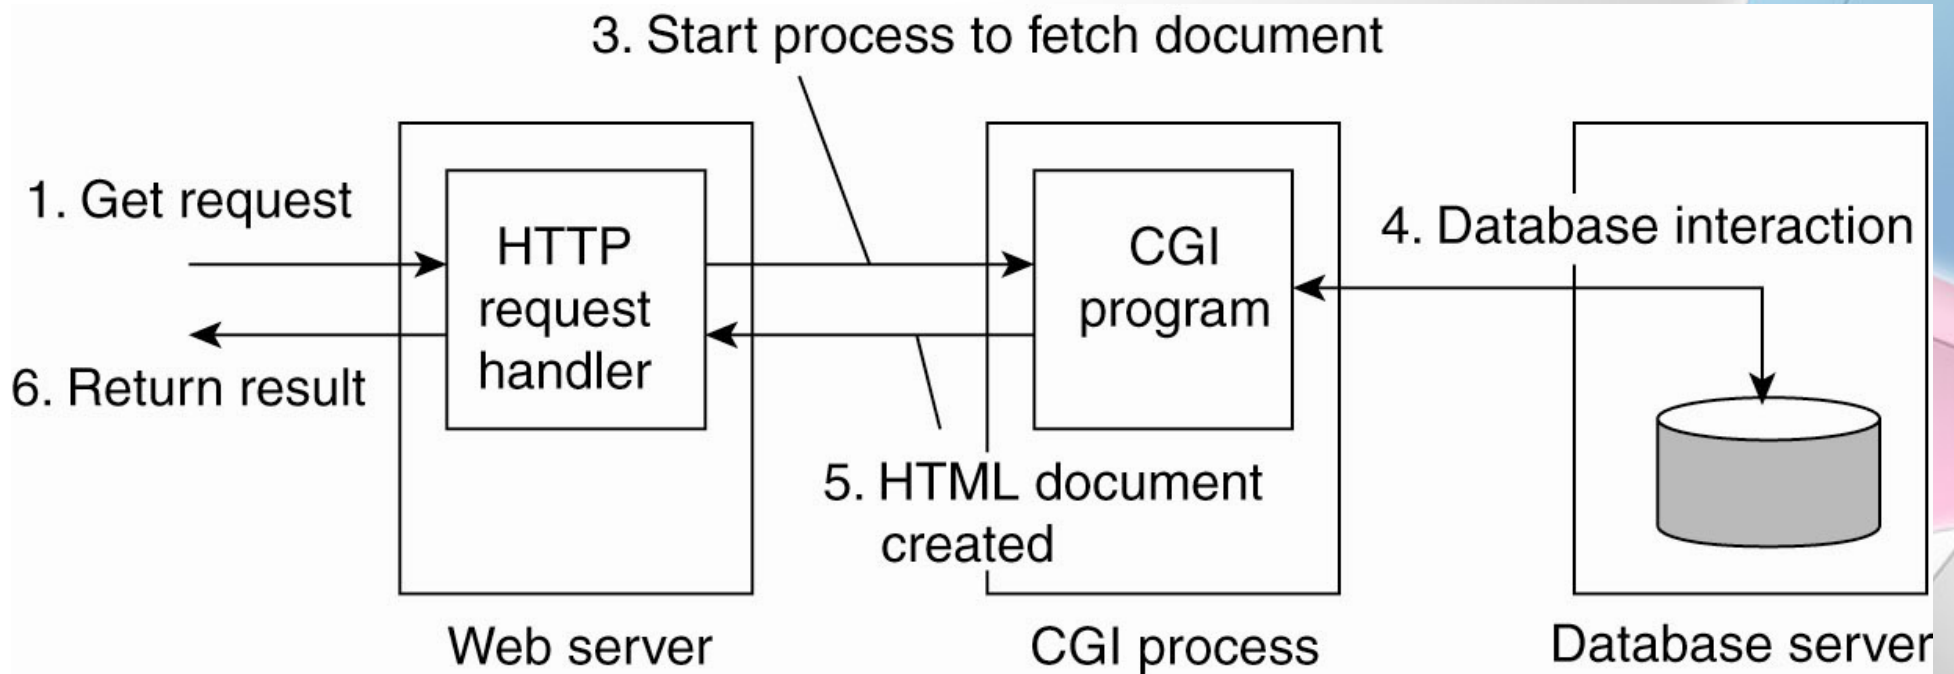 3. Start process to fetch document
1. Get request
HTTP
request
handler
CGI
program
4. Database interaction
6. Return result
5. HTML document
created
Web server
CGI process
Database server